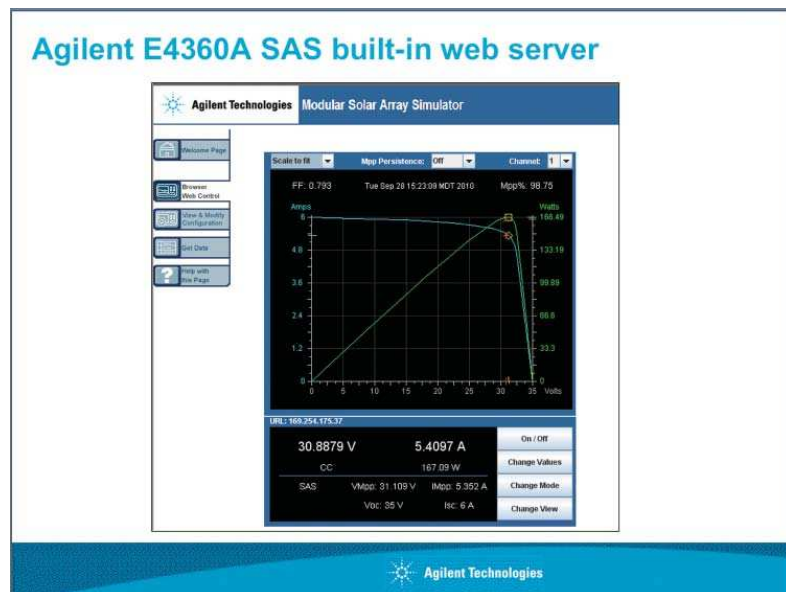 Agilent E4360A SAS built-in web server
Agilent Technologies Modular Solar Array Simulator
Welcome Page
Browser
Web Control
View & Modify
Configuration
Get Data
Help with
this Page
Scale to fit Mpp Persistence: Off Channel: 1
FF: 0.793 Tue Sep 28 15:23:09 MDT 2010 Mpp%: 98.75
Amps Watts
6 166.49
4.8 133.19
3.6 99.89
2.4 66.6
1.2 33.3
0 0
0 5 10 15 20 25 30 35 Volts
URL: 169.254.175.37
30.8879 V 5.4097 A On / Off
CC 167.09 W Change Values
SAS VMpp: 31.109 V IMpp: 5.352 A Change Mode
Voc: 35 V Isc: 6 A Change View
Agilent Technologies